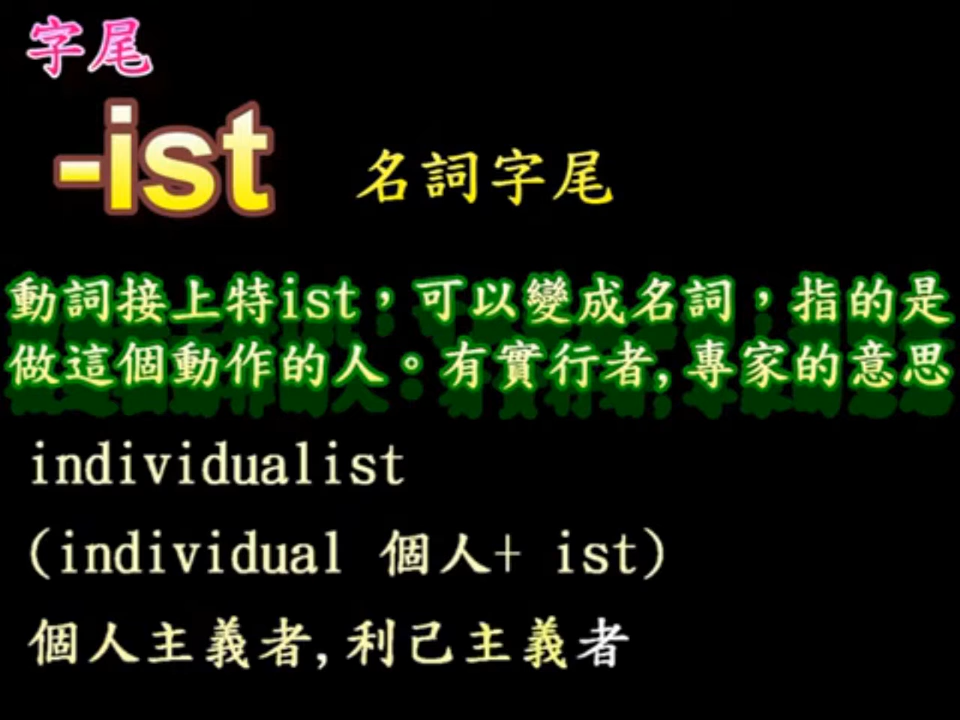 字尾
-ist 名詞字尾
動詞接上特ist，可以變成名詞，指的是
做這個動作的人。有實行者,專家的意思
individualist
(individual 個人+ ist)
個人主義者,利己主義者